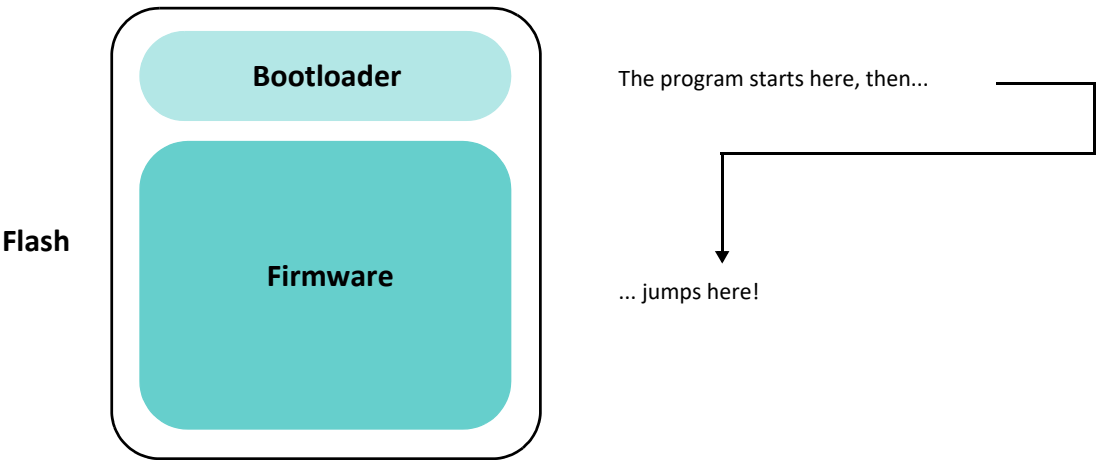 Bootloader
The program starts here, then...
Flash
Firmware
... jumps here!